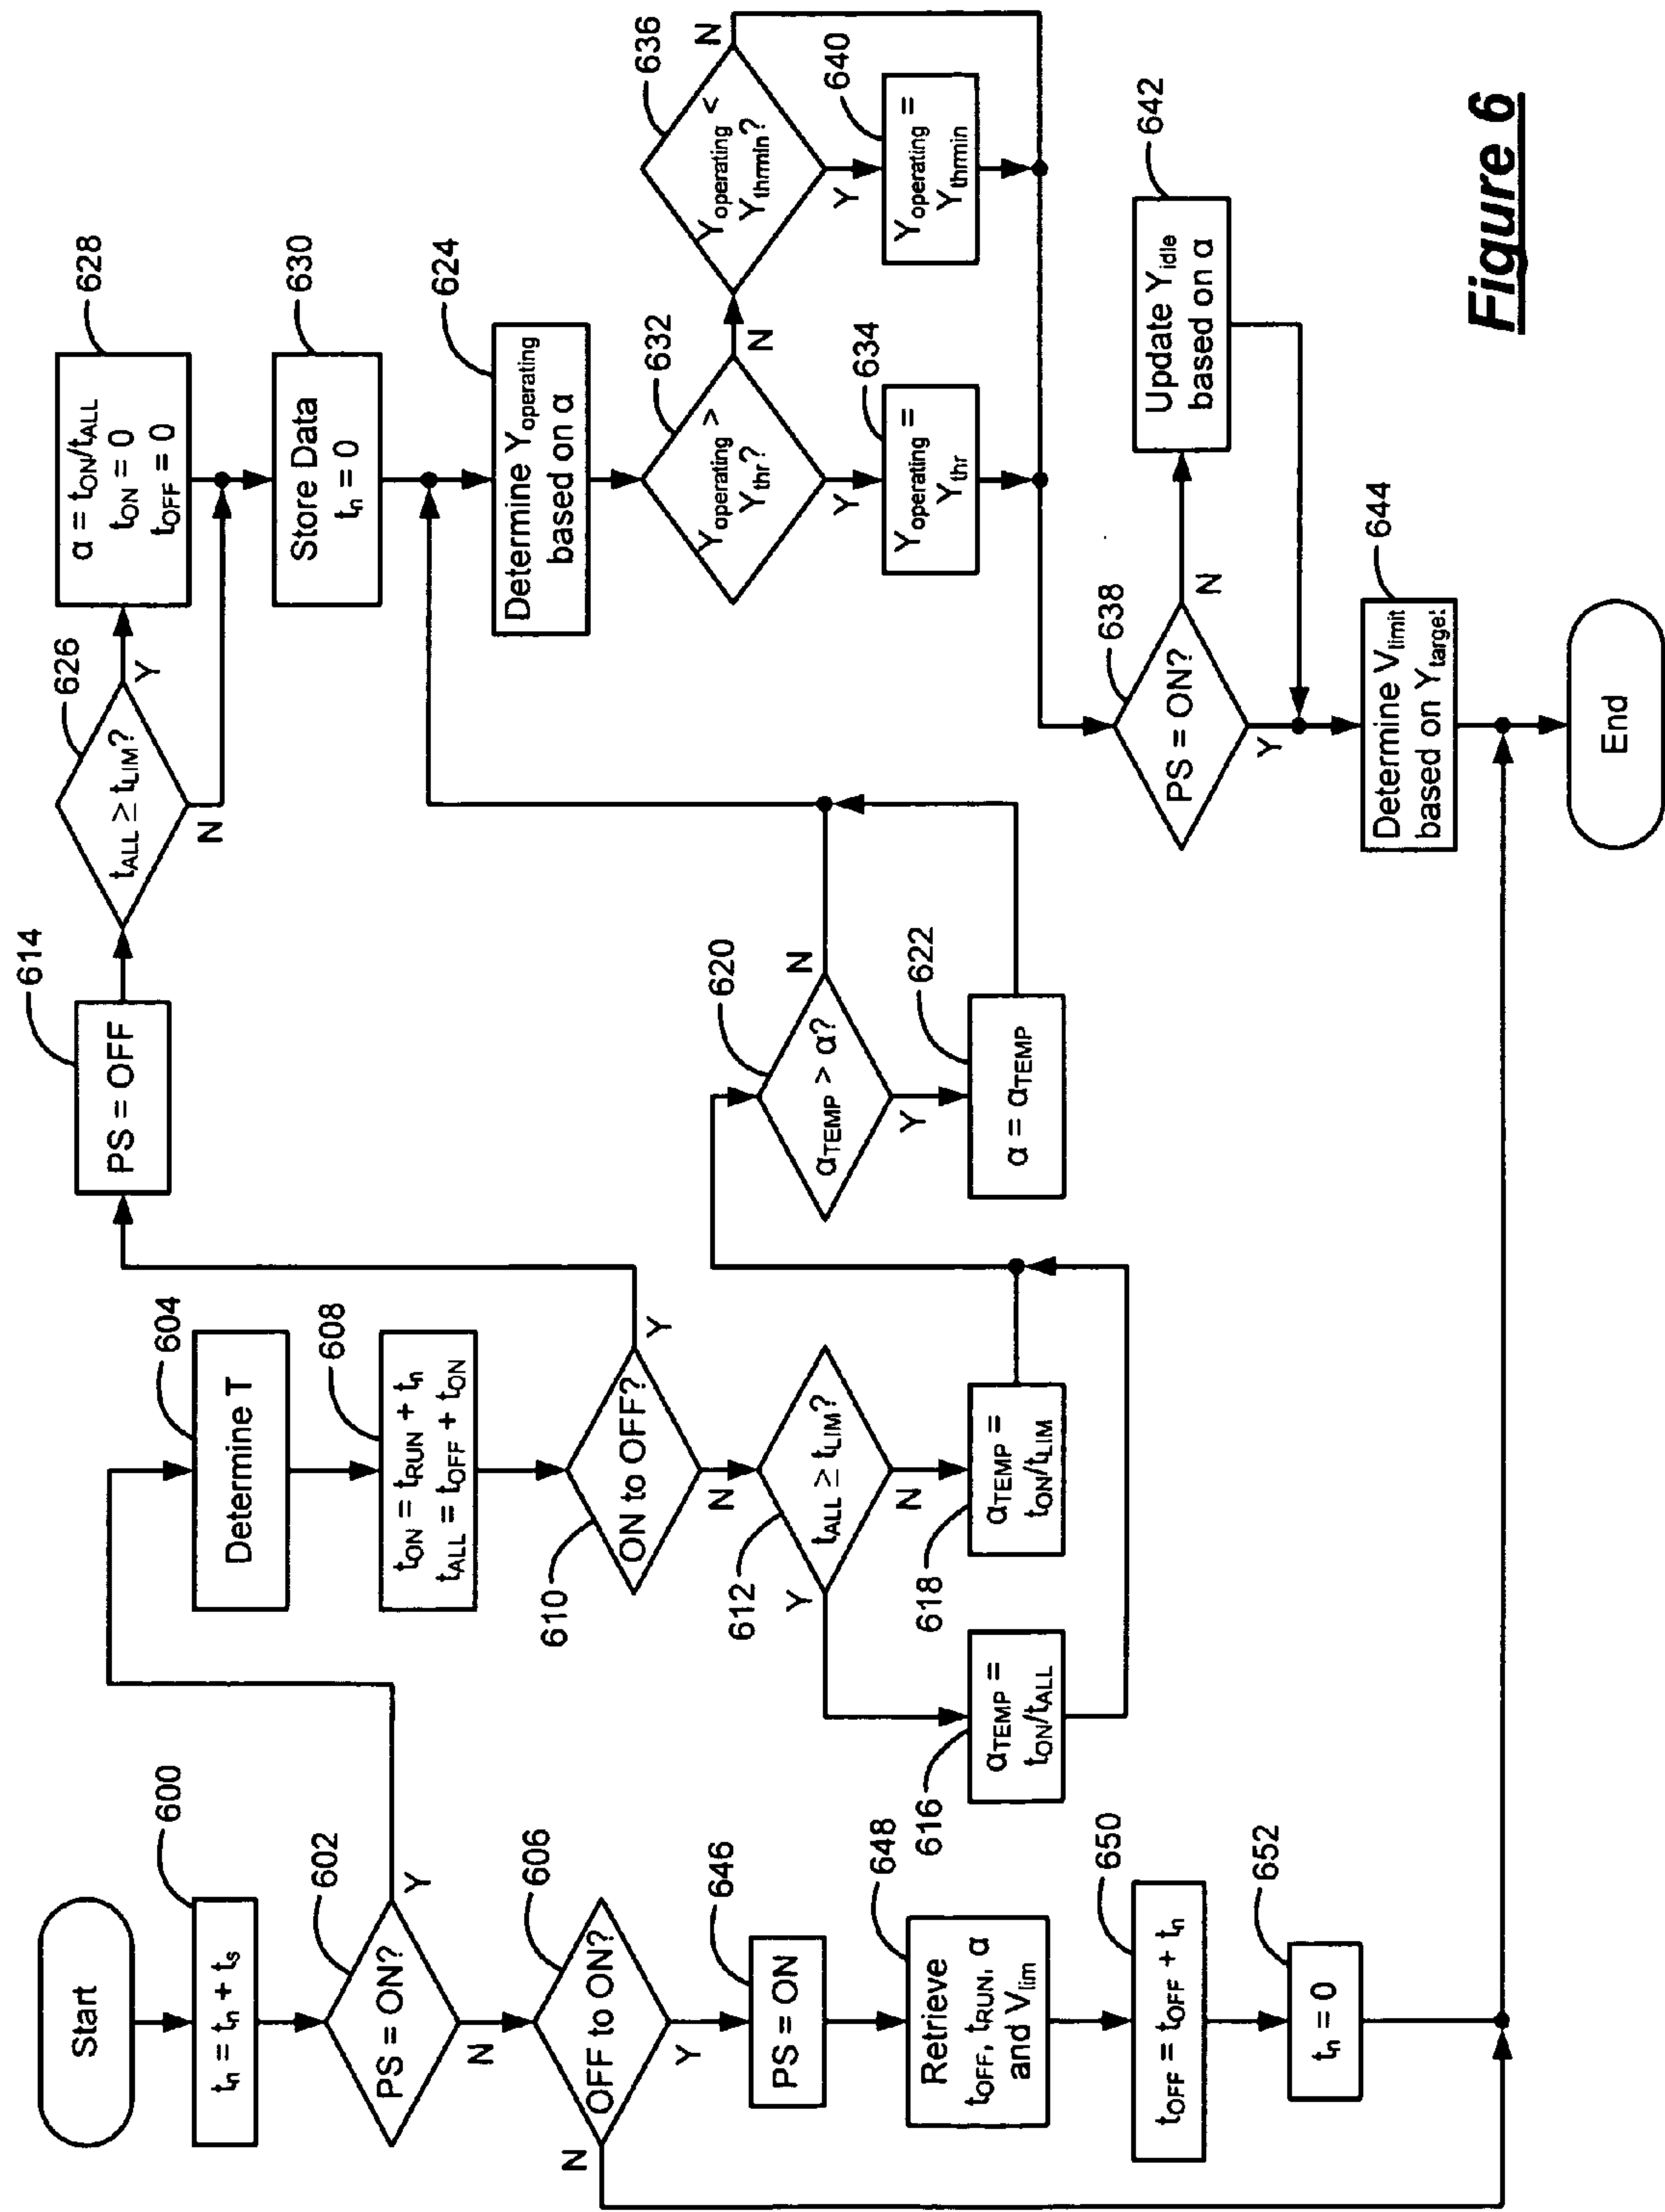 Start
600
tn = tn + ts
602
PS = ON?
Y
N
604
Determine T
606
OFF to ON?
N
Y
608
tON = tRUN + tn
tALL = tOFF + tON
610
ON to OFF?
Y
N
612
tALL ≥ tLIM?
Y
N
614
PS = OFF
616
αTEMP =
tON/tALL
618
αTEMP =
tON/tLIM
620
αTEMP > α?
N
Y
622
α = αTEMP
626
tALL ≥ tLIM?
Y
N
628
α = tON/tALL
tON = 0
tOFF = 0
630
Store Data
tn = 0
624
Determine Yoperating
based on α
632
Yoperating >
Ythr?
N
Y
634
Yoperating =
Ythr
636
Yoperating <
Ythrmin?
N
Y
640
Yoperating =
Ythrmin
638
PS = ON?
N
Y
642
Update Yidle
based on α
644
Determine Vlimit
based on Ytarget
646
PS = ON
648
Retrieve
tOFF, tRUN, α
and Vlim
650
tOFF = tOFF + tn
652
tn = 0
End
Figure 6